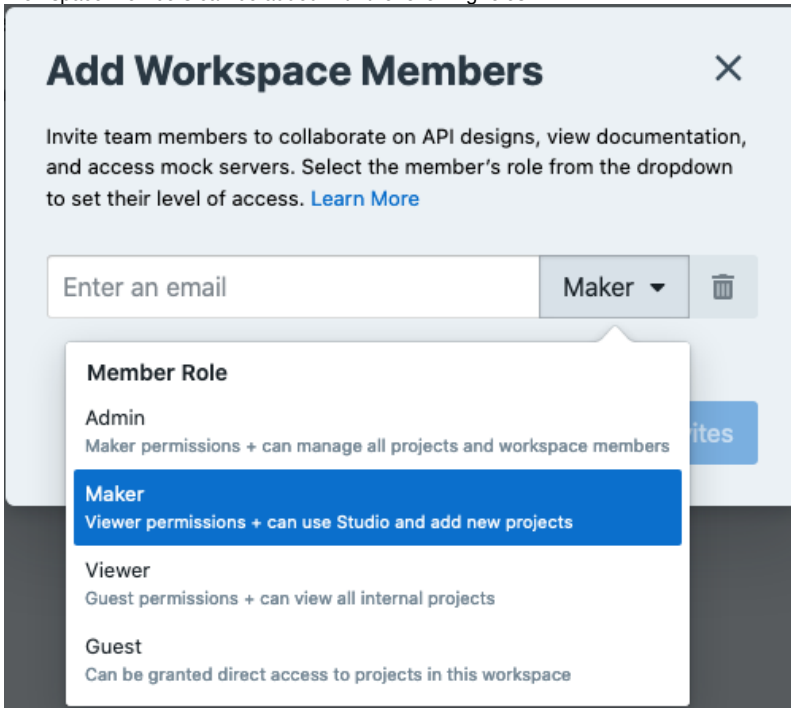 Add Workspace Members
Invite team members to collaborate on API designs, view documentation,
and access mock servers. Select the member's role from the dropdown
to set their level of access. Learn More
Enter an email
Maker
Member Role
Admin
Maker permissions + can manage all projects and workspace members
Maker
Viewer permissions + can use Studio and add new projects
Viewer
Guest permissions + can view all internal projects
Guest
Can be granted direct access to projects in this workspace